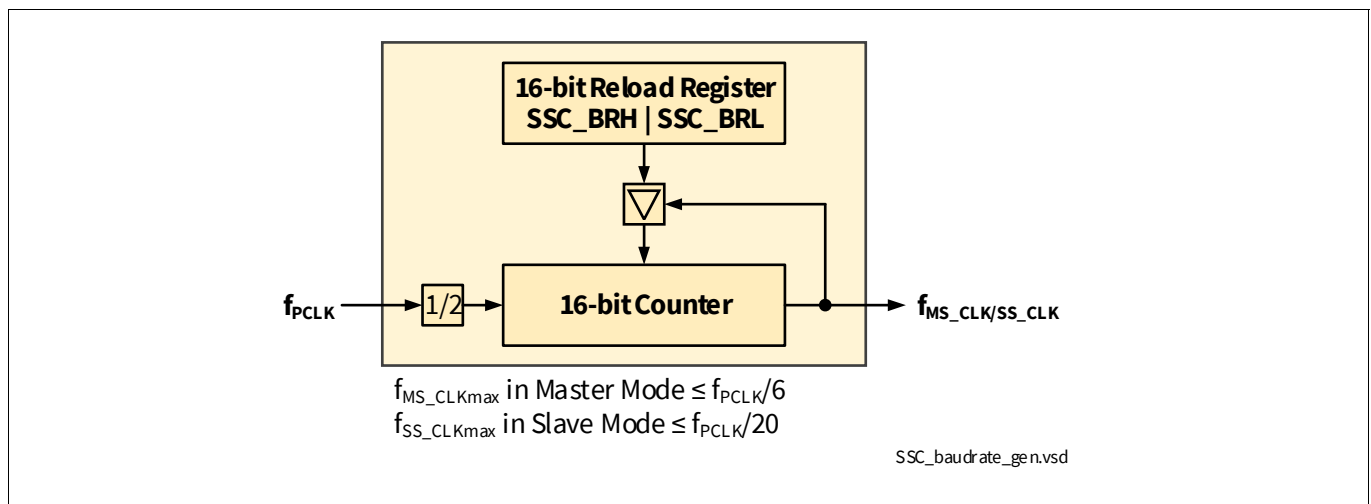 16-bit Reload Register
SSC_BRH | SSC_BRL
fPCLK
1/2
16-bit Counter
fMS_CLK/SS_CLK
fMS_CLKmax in Master Mode ≤ fPCLK/6
fSS_CLKmax in Slave Mode ≤ fPCLK/20
SSC_baudrate_gen.vsd